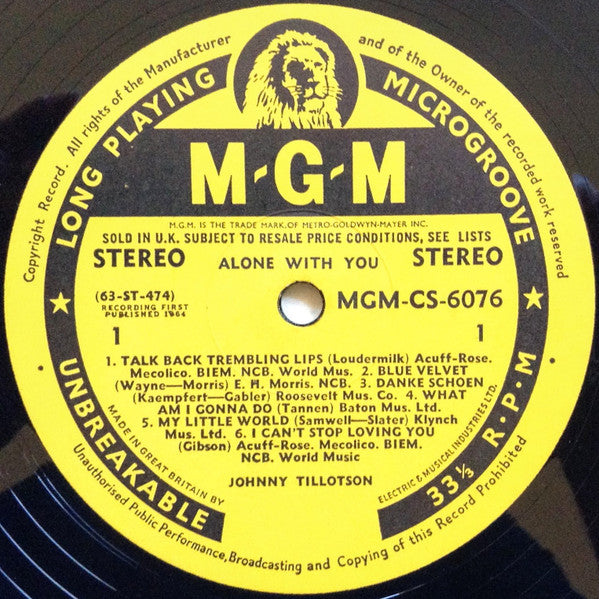 Copyright Record. All rights of the Manufacturer and of the Owner of the recorded work reserved
LONG PLAYING MICROGROOVE
M·G·M
M.G.M. IS THE TRADE MARK.OF METRO-GOLDWYN-MAYER INC.
SOLD IN U.K. SUBJECT TO RESALE PRICE CONDITIONS, SEE LISTS
STEREO ALONE WITH YOU STEREO
(63-ST-474) MGM-CS-6076
RECORDING FIRST
PUBLISHED 1964
1 1
1. TALK BACK TREMBLING LIPS (Loudermilk) Acuff-Rose.
Mecolico. BIEM. NCB. World Mus. 2. BLUE VELVET
(Wayne—Morris) E. H. Morris. NCB. 3. DANKE SCHOEN
(Kaempfert—Gabler) Roosevelt Mus. Co. 4. WHAT
AM I GONNA DO (Tannen) Baton Mus. Ltd.
5. MY LITTLE WORLD (Samwell—Slater) Klynch
Mus. Ltd. 6. I CAN'T STOP LOVING YOU
(Gibson) Acuff-Rose. Mecolico. BIEM.
NCB. World Music
JOHNNY TILLOTSON
MADE IN GREAT BRITAIN BY ELECTRIC & MUSICAL INDUSTRIES LTD.
UNBREAKABLE 33⅓ R·P·M
Unauthorised Public Performance, Broadcasting and Copying of this Record Prohibited